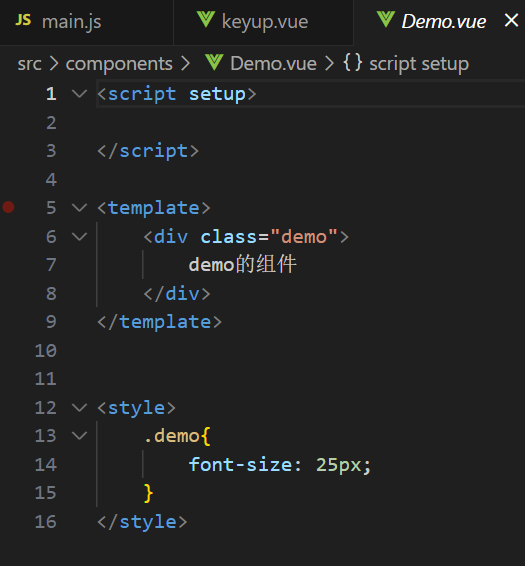 JS main.js keyup.vue Demo.vue
src > components > Demo.vue > {} script setup
1 <script setup>
2
3 </script>
4
5 <template>
6 <div class="demo">
7 demo的组件
8 </div>
9 </template>
10
11
12 <style>
13 .demo{
14 font-size: 25px;
15 }
16 </style>